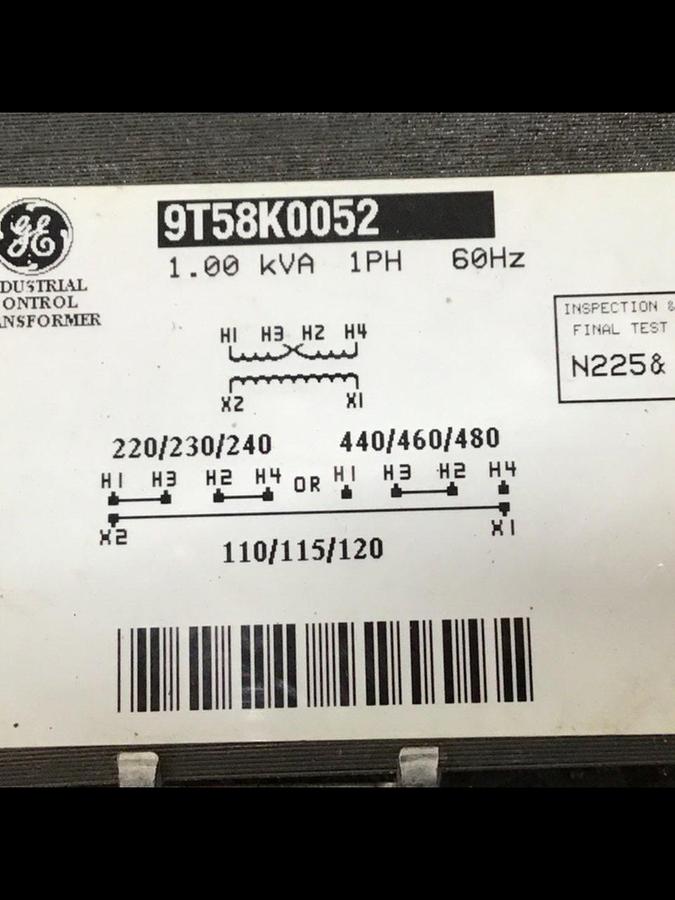 9T58K0052
1.00 kVA 1PH 60Hz
GE
DUSTRIAL
ONTROL
NSFORMER
INSPECTION &
FINAL TEST
N225&
H1 H3 H2 H4
X2 X1
220/230/240 440/460/480
H1 H3 H2 H4 OR H1 H3 H2 H4
X2 X1
110/115/120